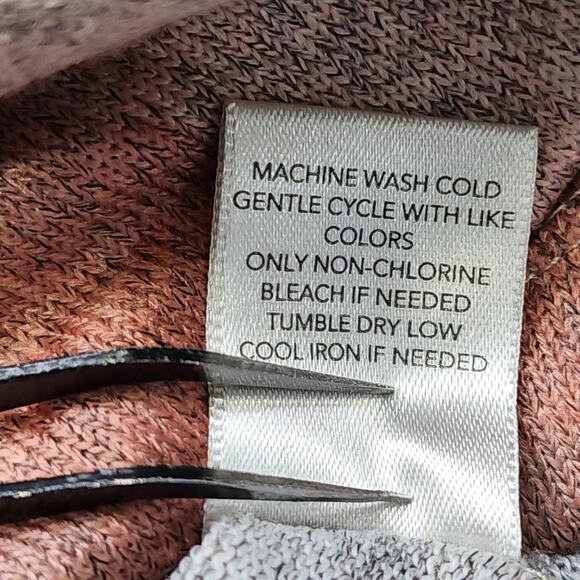 MACHINE WASH COLD
GENTLE CYCLE WITH LIKE
COLORS
ONLY NON-CHLORINE
BLEACH IF NEEDED
TUMBLE DRY LOW
COOL IRON IF NEEDED